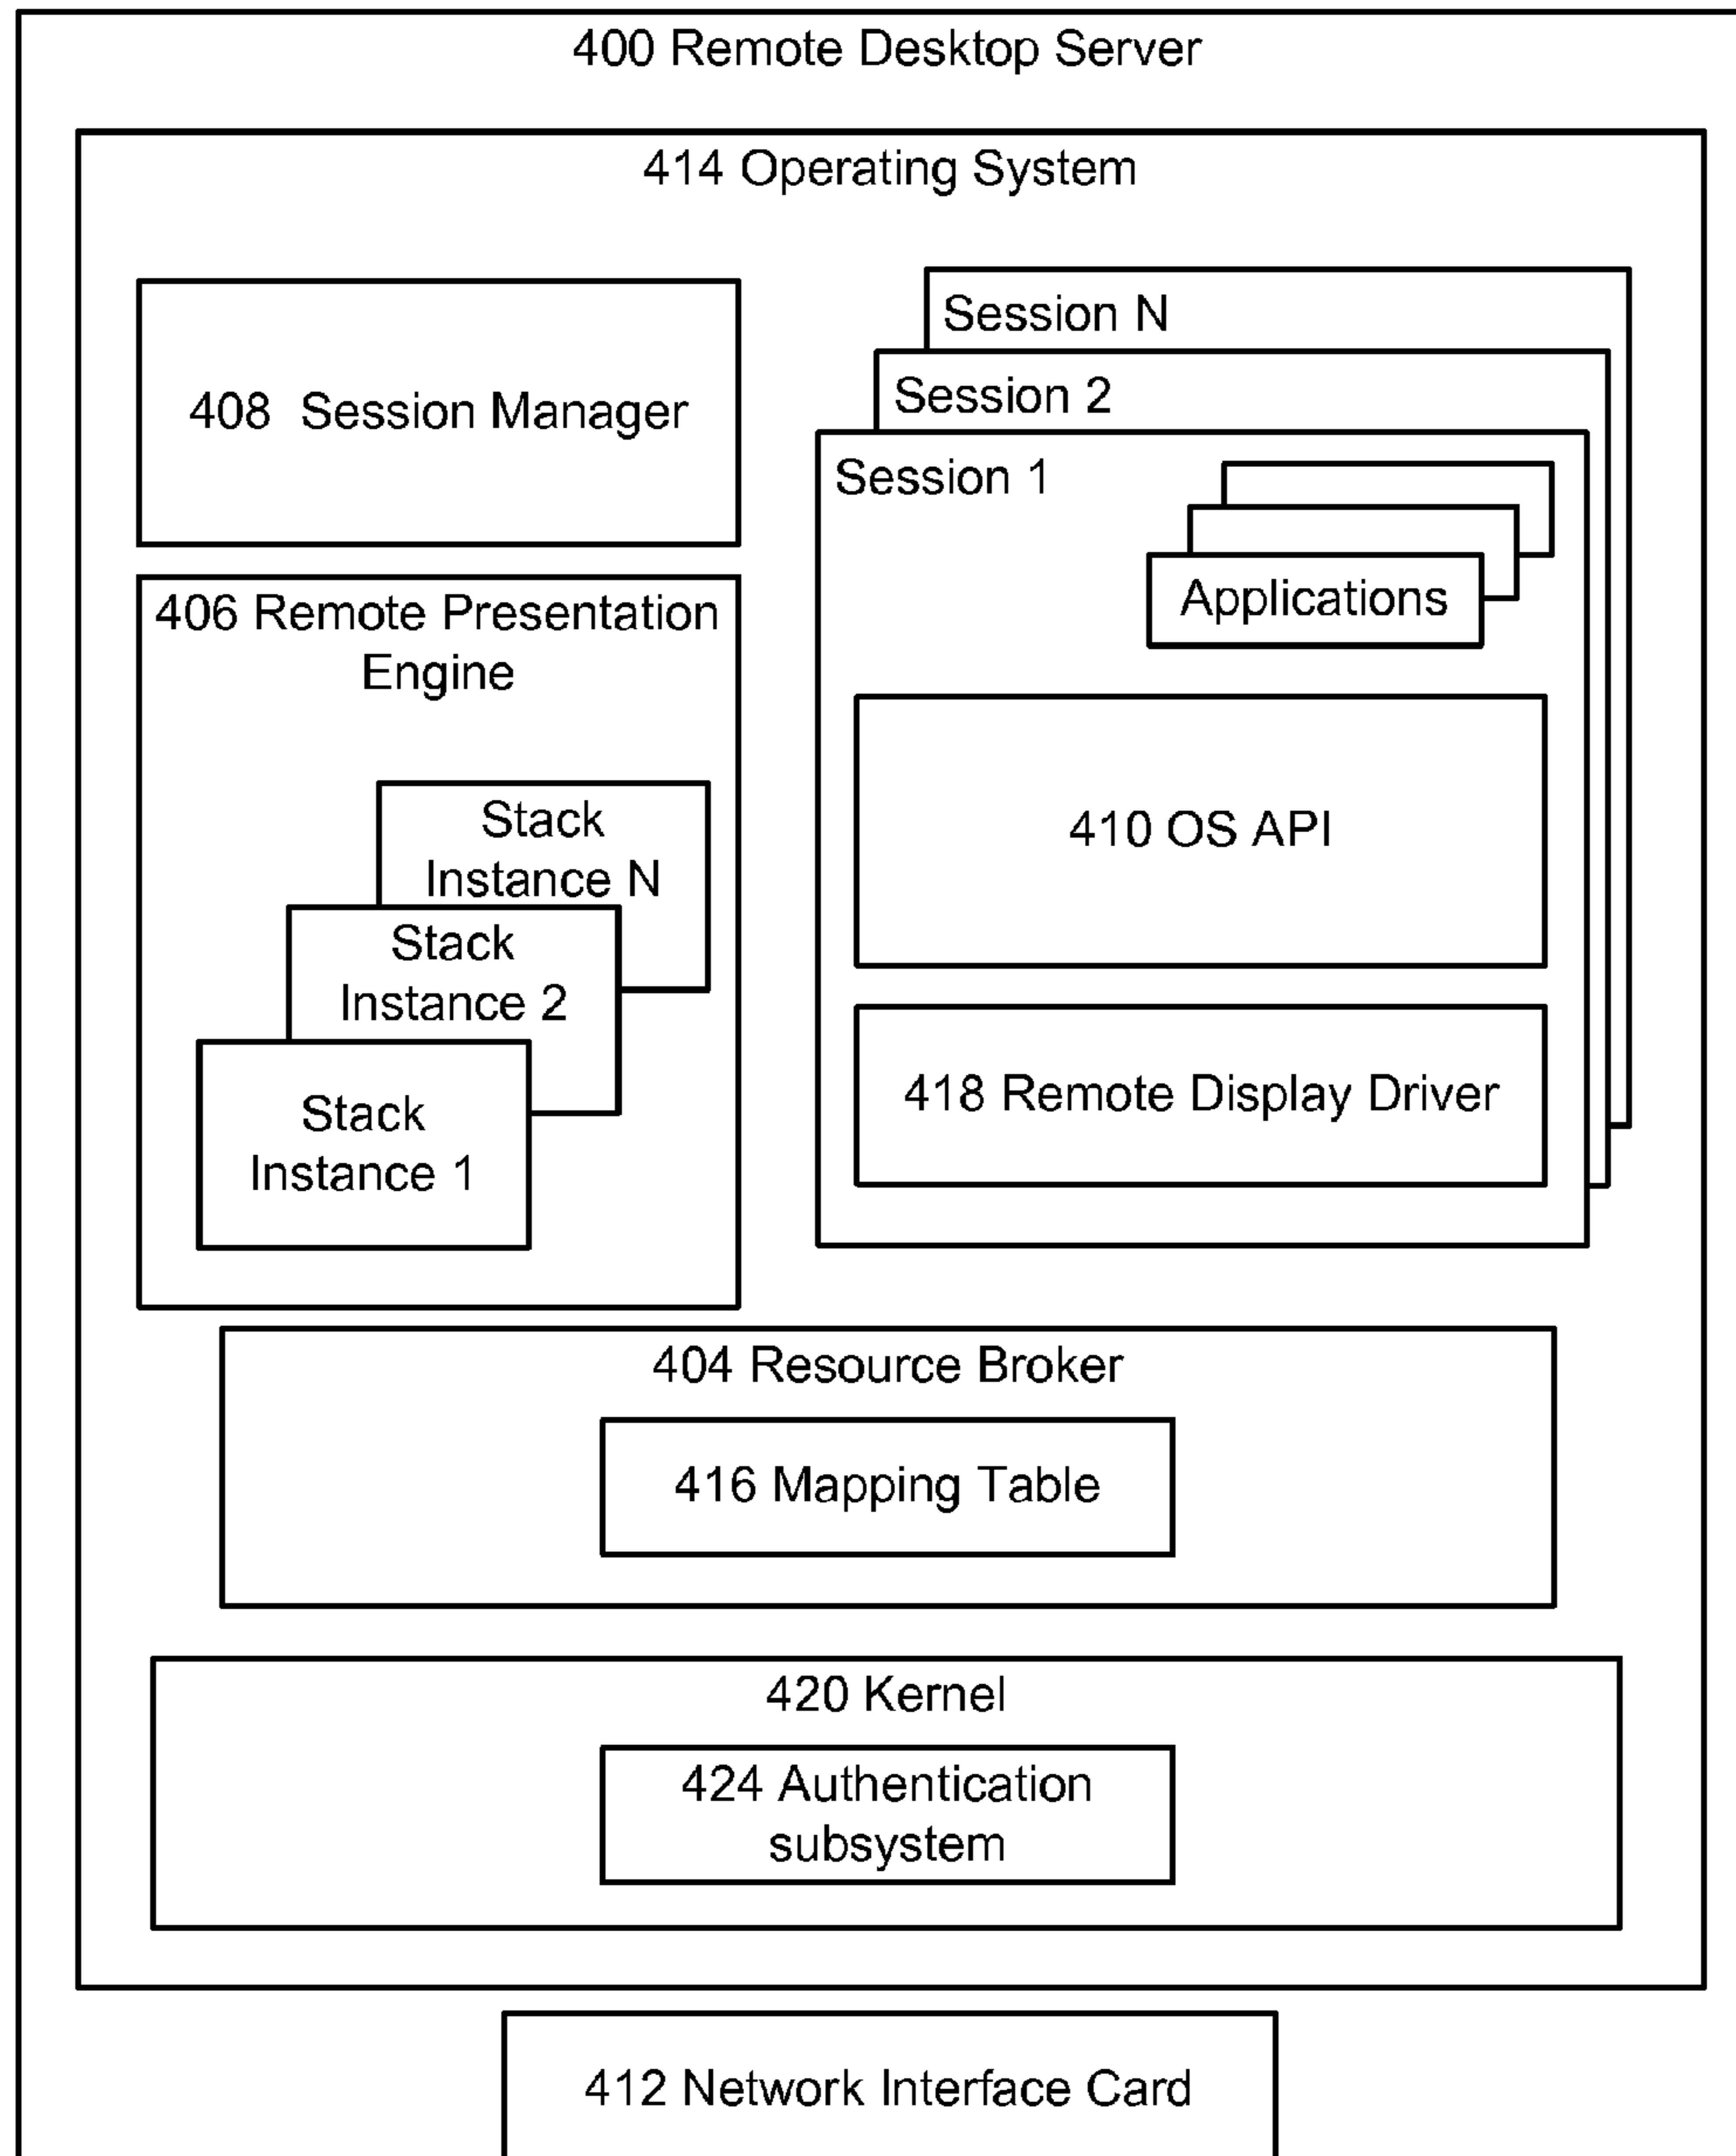 400 Remote Desktop Server
414 Operating System
408 Session Manager
Session N
Session 2
Session 1
Applications
406 Remote Presentation
Engine
Stack
Instance N
Stack
Instance 2
Stack
Instance 1
410 OS API
418 Remote Display Driver
404 Resource Broker
416 Mapping Table
420 Kernel
424 Authentication
subsystem
412 Network Interface Card